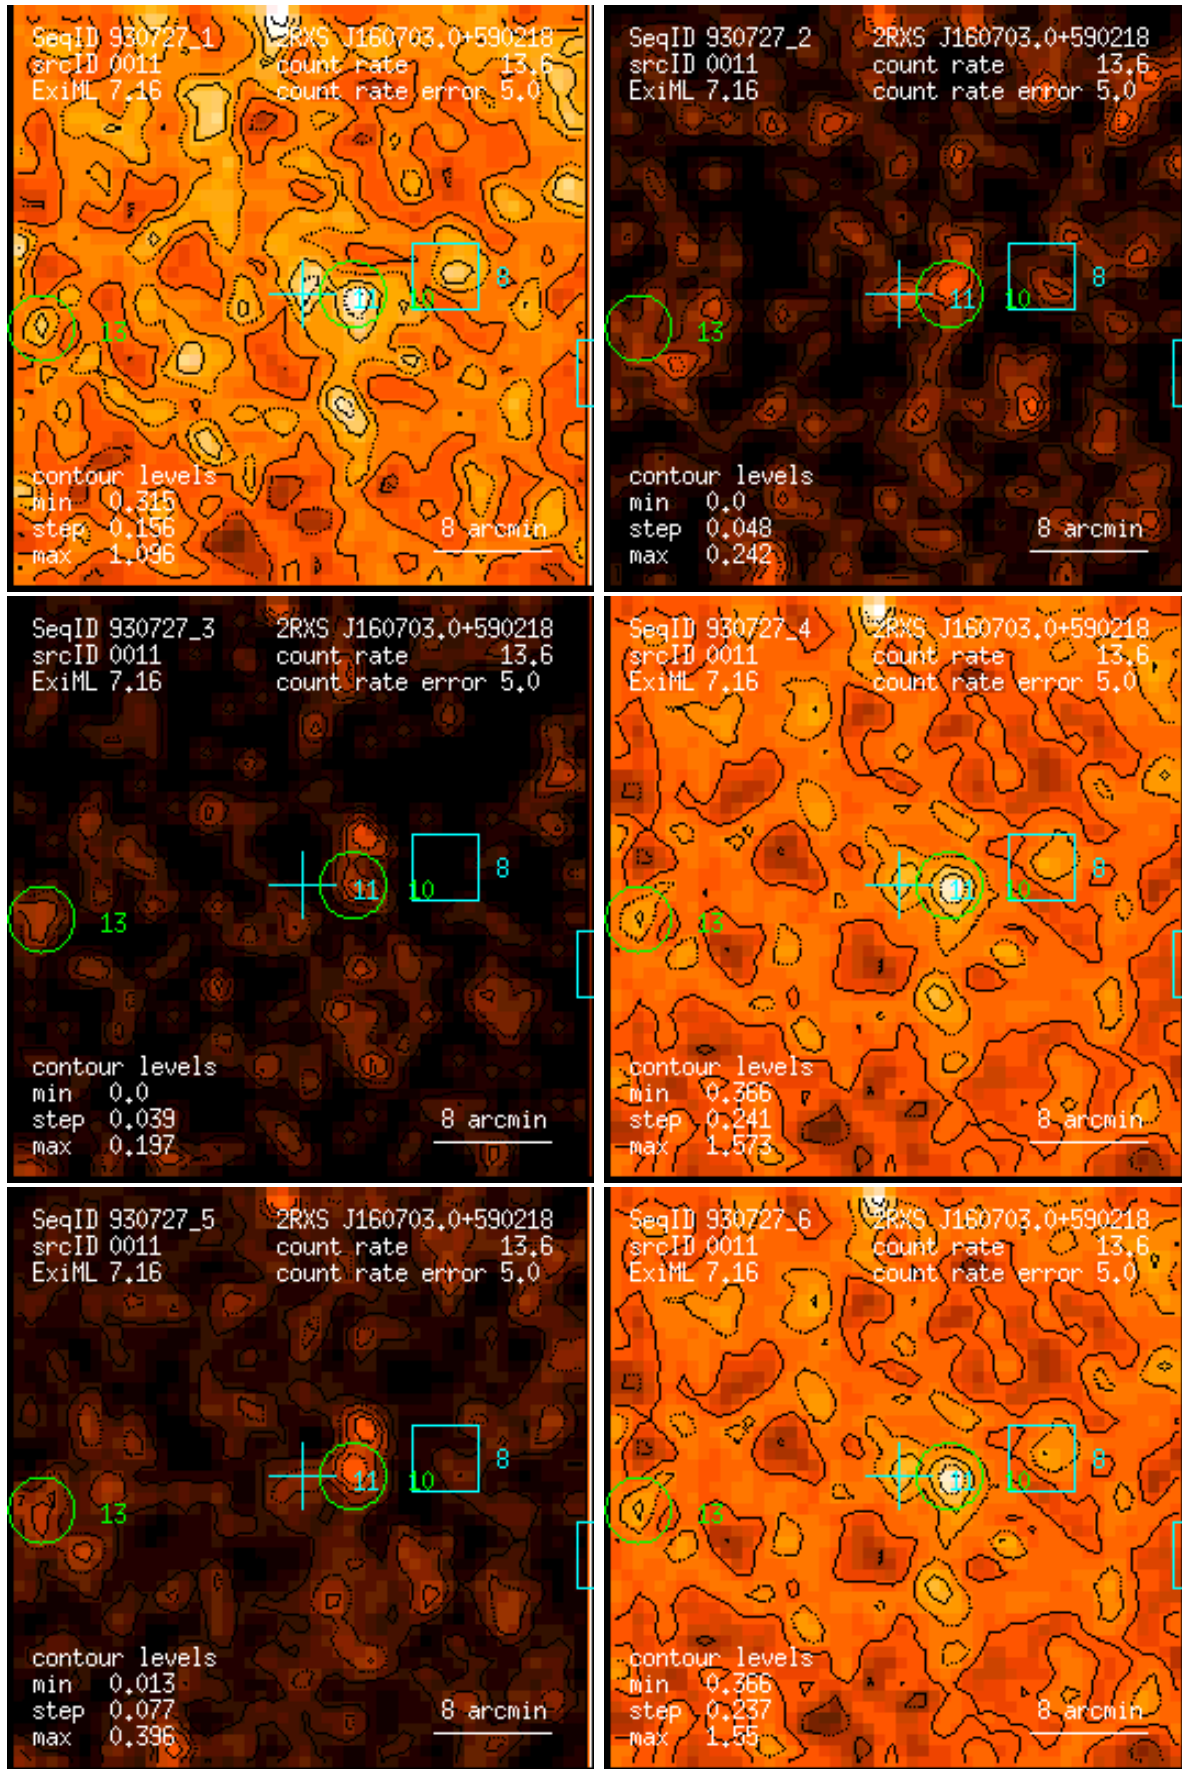 SeqID 930727_1 2RXS J160703.0+590218
srcID 0011 count rate 13.6
ExiML 7.16 count rate error 5.0
8
11 10
13
contour levels
min 0.315
step 0.156 8 arcmin
max 1.096
SeqID 930727_2 2RXS J160703.0+590218
srcID 0011 count rate 13.6
ExiML 7.16 count rate error 5.0
11 10
13
contour levels
min 0.0
step 0.048 8 arcmin
max 0.242
SeqID 930727_3 2RXS J160703.0+590218
srcID 0011 count rate 13.6
ExiML 7.16 count rate error 5.0
8
11 10
13
contour levels
min 0.0
step 0.039 8 arcmin
max 0.197
SeqID 930727_4 2RXS J160703.0+590218
srcID 0011 count rate 13.6
ExiML 7.16 count rate error 5.0
8
11 10
13
contour levels
min 0.366
step 0.241 8 arcmin
max 1.573
SeqID 930727_5 2RXS J160703.0+590218
srcID 0011 count rate 13.6
ExiML 7.16 count rate error 5.0
8
11 10
13
contour levels
min 0.013
step 0.077 8 arcmin
max 0.396
SeqID 930727_6 2RXS J160703.0+590218
srcID 0011 count rate 13.6
ExiML 7.16 count rate error 5.0
8
11 10
13
contour levels
min 0.366
step 0.237 8 arcmin
max 1.55